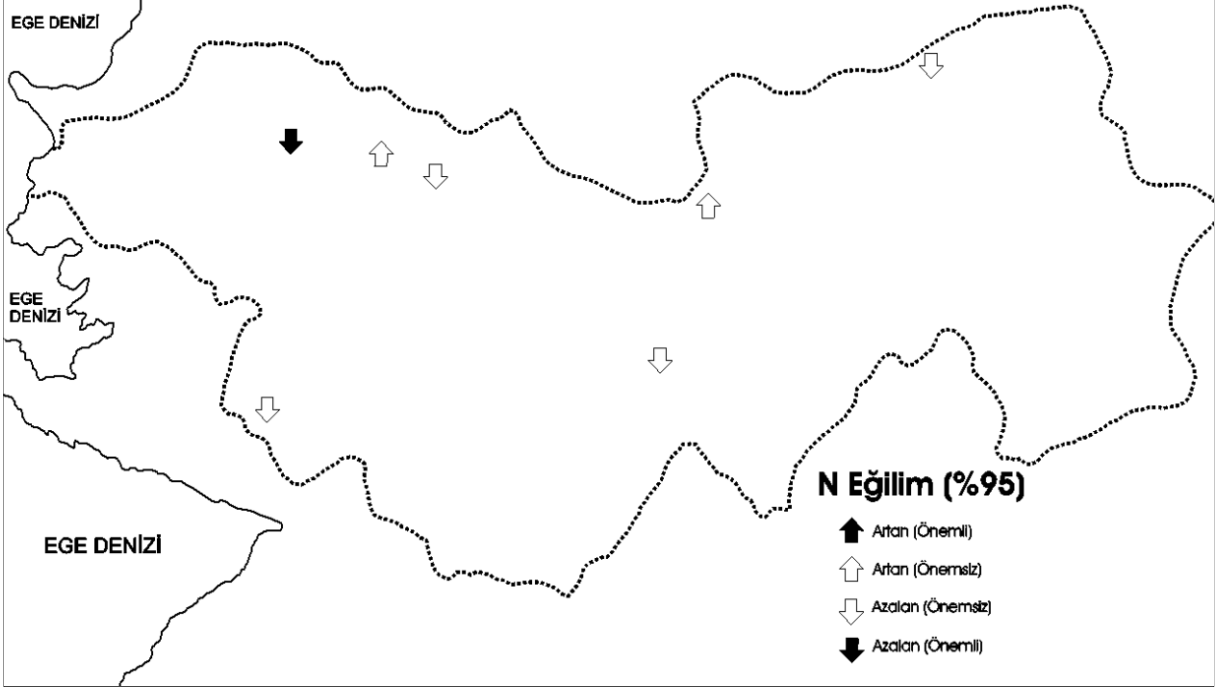 EGE DENİZİ
EGE
DENİZİ
EGE DENİZİ
N Eğilim (%95)
Artan (Önemli)
Artan (Önemsiz)
Azalan (Önemsiz)
Azalan (Önemli)